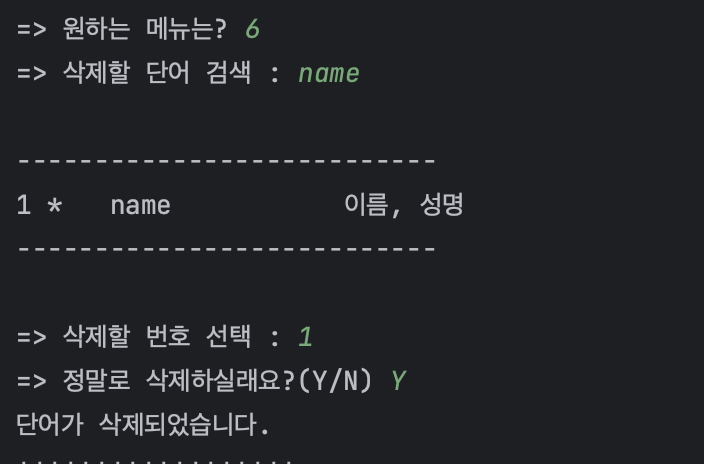 => 원하는 메뉴는? 6
=> 삭제할 단어 검색 : name
---------------------------
1 *   name           이름, 성명
---------------------------
=> 삭제할 번호 선택 : 1
=> 정말로 삭제하실래요?(Y/N) Y
단어가 삭제되었습니다.